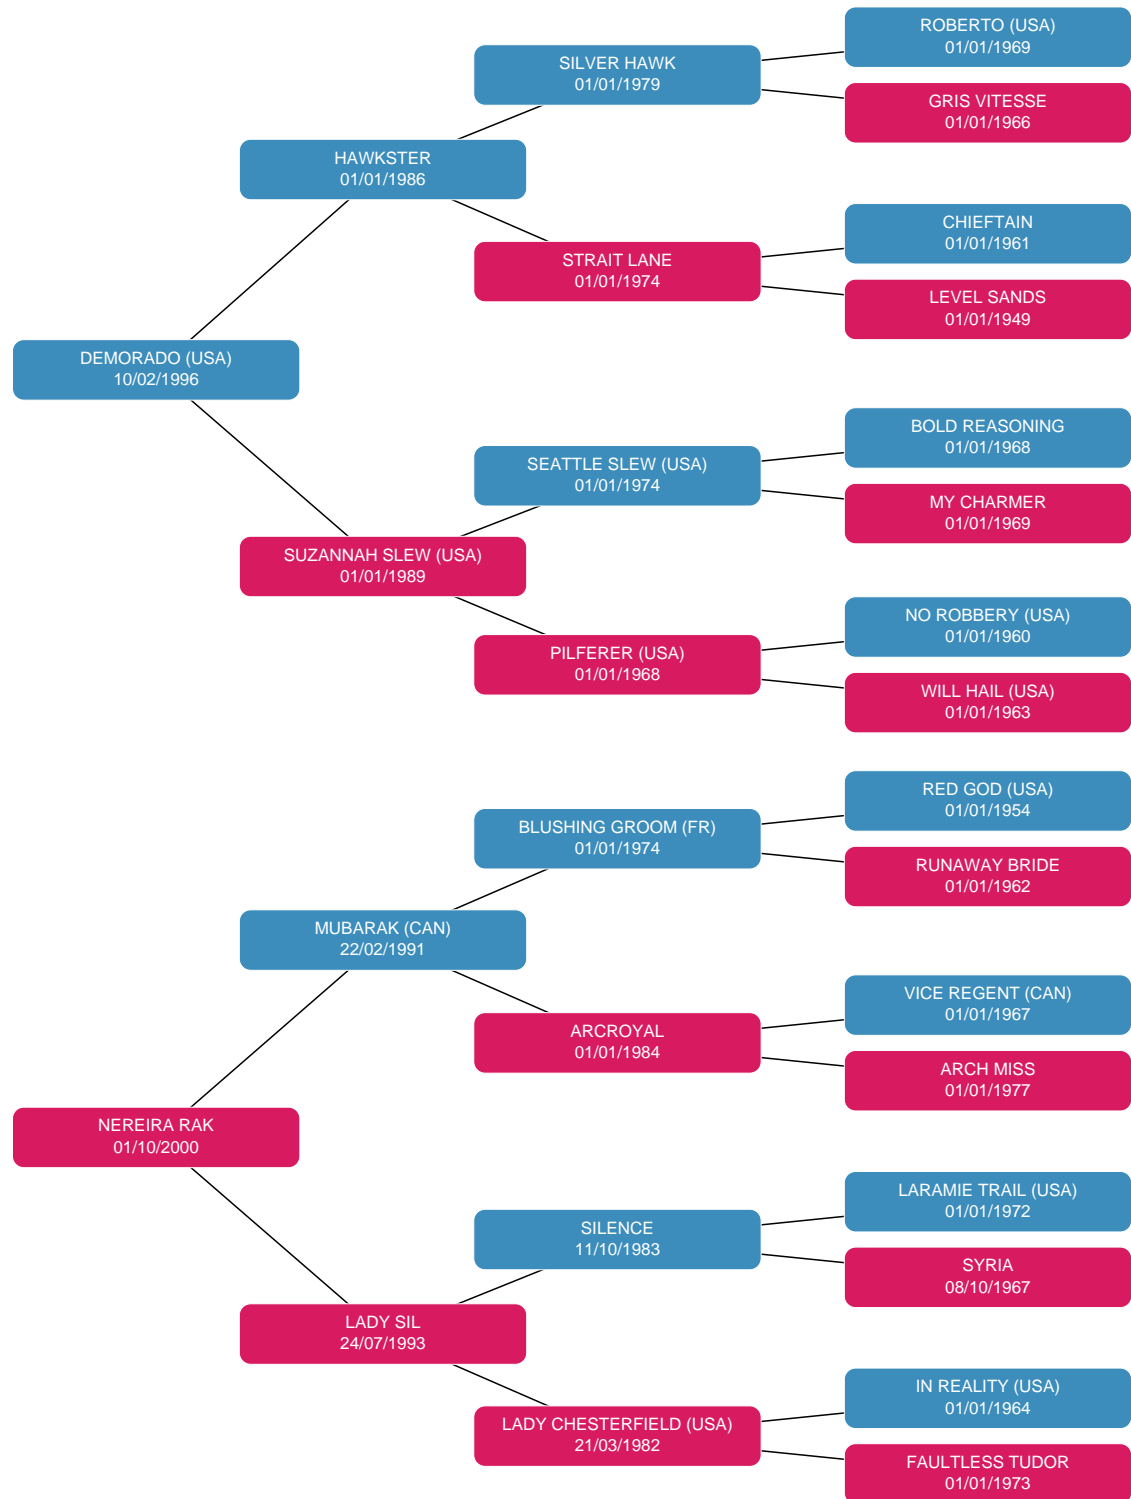 ROBERTO (USA)
01/01/1969
SILVER HAWK
01/01/1979
GRIS VITESSE
01/01/1966
HAWKSTER
01/01/1986
CHIEFTAIN
01/01/1961
STRAIT LANE
01/01/1974
LEVEL SANDS
01/01/1949
DEMORADO (USA)
10/02/1996
BOLD REASONING
01/01/1968
SEATTLE SLEW (USA)
01/01/1974
MY CHARMER
01/01/1969
SUZANNAH SLEW (USA)
01/01/1989
NO ROBBERY (USA)
01/01/1960
PILFERER (USA)
01/01/1968
WILL HAIL (USA)
01/01/1963
RED GOD (USA)
01/01/1954
BLUSHING GROOM (FR)
01/01/1974
RUNAWAY BRIDE
01/01/1962
MUBARAK (CAN)
22/02/1991
VICE REGENT (CAN)
01/01/1967
ARCROYAL
01/01/1984
ARCH MISS
01/01/1977
NEREIRA RAK
01/10/2000
LARAMIE TRAIL (USA)
01/01/1972
SILENCE
11/10/1983
SYRIA
08/10/1967
LADY SIL
24/07/1993
IN REALITY (USA)
01/01/1964
LADY CHESTERFIELD (USA)
21/03/1982
FAULTLESS TUDOR
01/01/1973